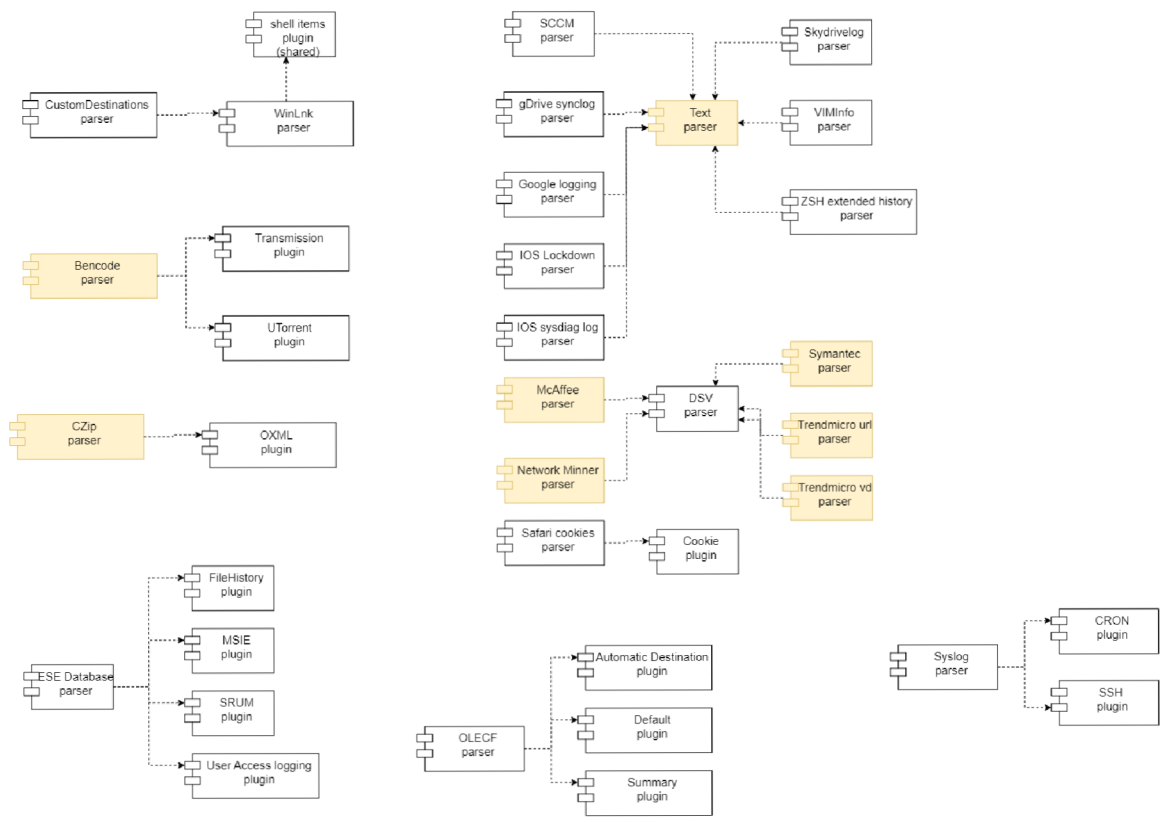 shell items
plugin
(shared)
CustomDestinations
parser
WinLnk
parser
Transmission
plugin
Bencode
parser
UTorrent
plugin
CZip
parser
OXML
plugin
SCCM
parser
Skydrivelog
parser
gDrive synclog
parser
Text
parser
VIMInfo
parser
Google logging
parser
ZSH extended history
parser
IOS Lockdown
parser
IOS sysdiag log
parser
Symantec
parser
McAffee
parser
DSV
parser
Trendmicro url
parser
Network Minner
parser
Trendmicro vd
parser
Safari cookies
parser
Cookie
plugin
FileHistory
plugin
MSIE
plugin
ESE Database
parser
SRUM
plugin
User Access logging
plugin
Automatic Destination
plugin
OLECF
parser
Default
plugin
Summary
plugin
CRON
plugin
Syslog
parser
SSH
plugin